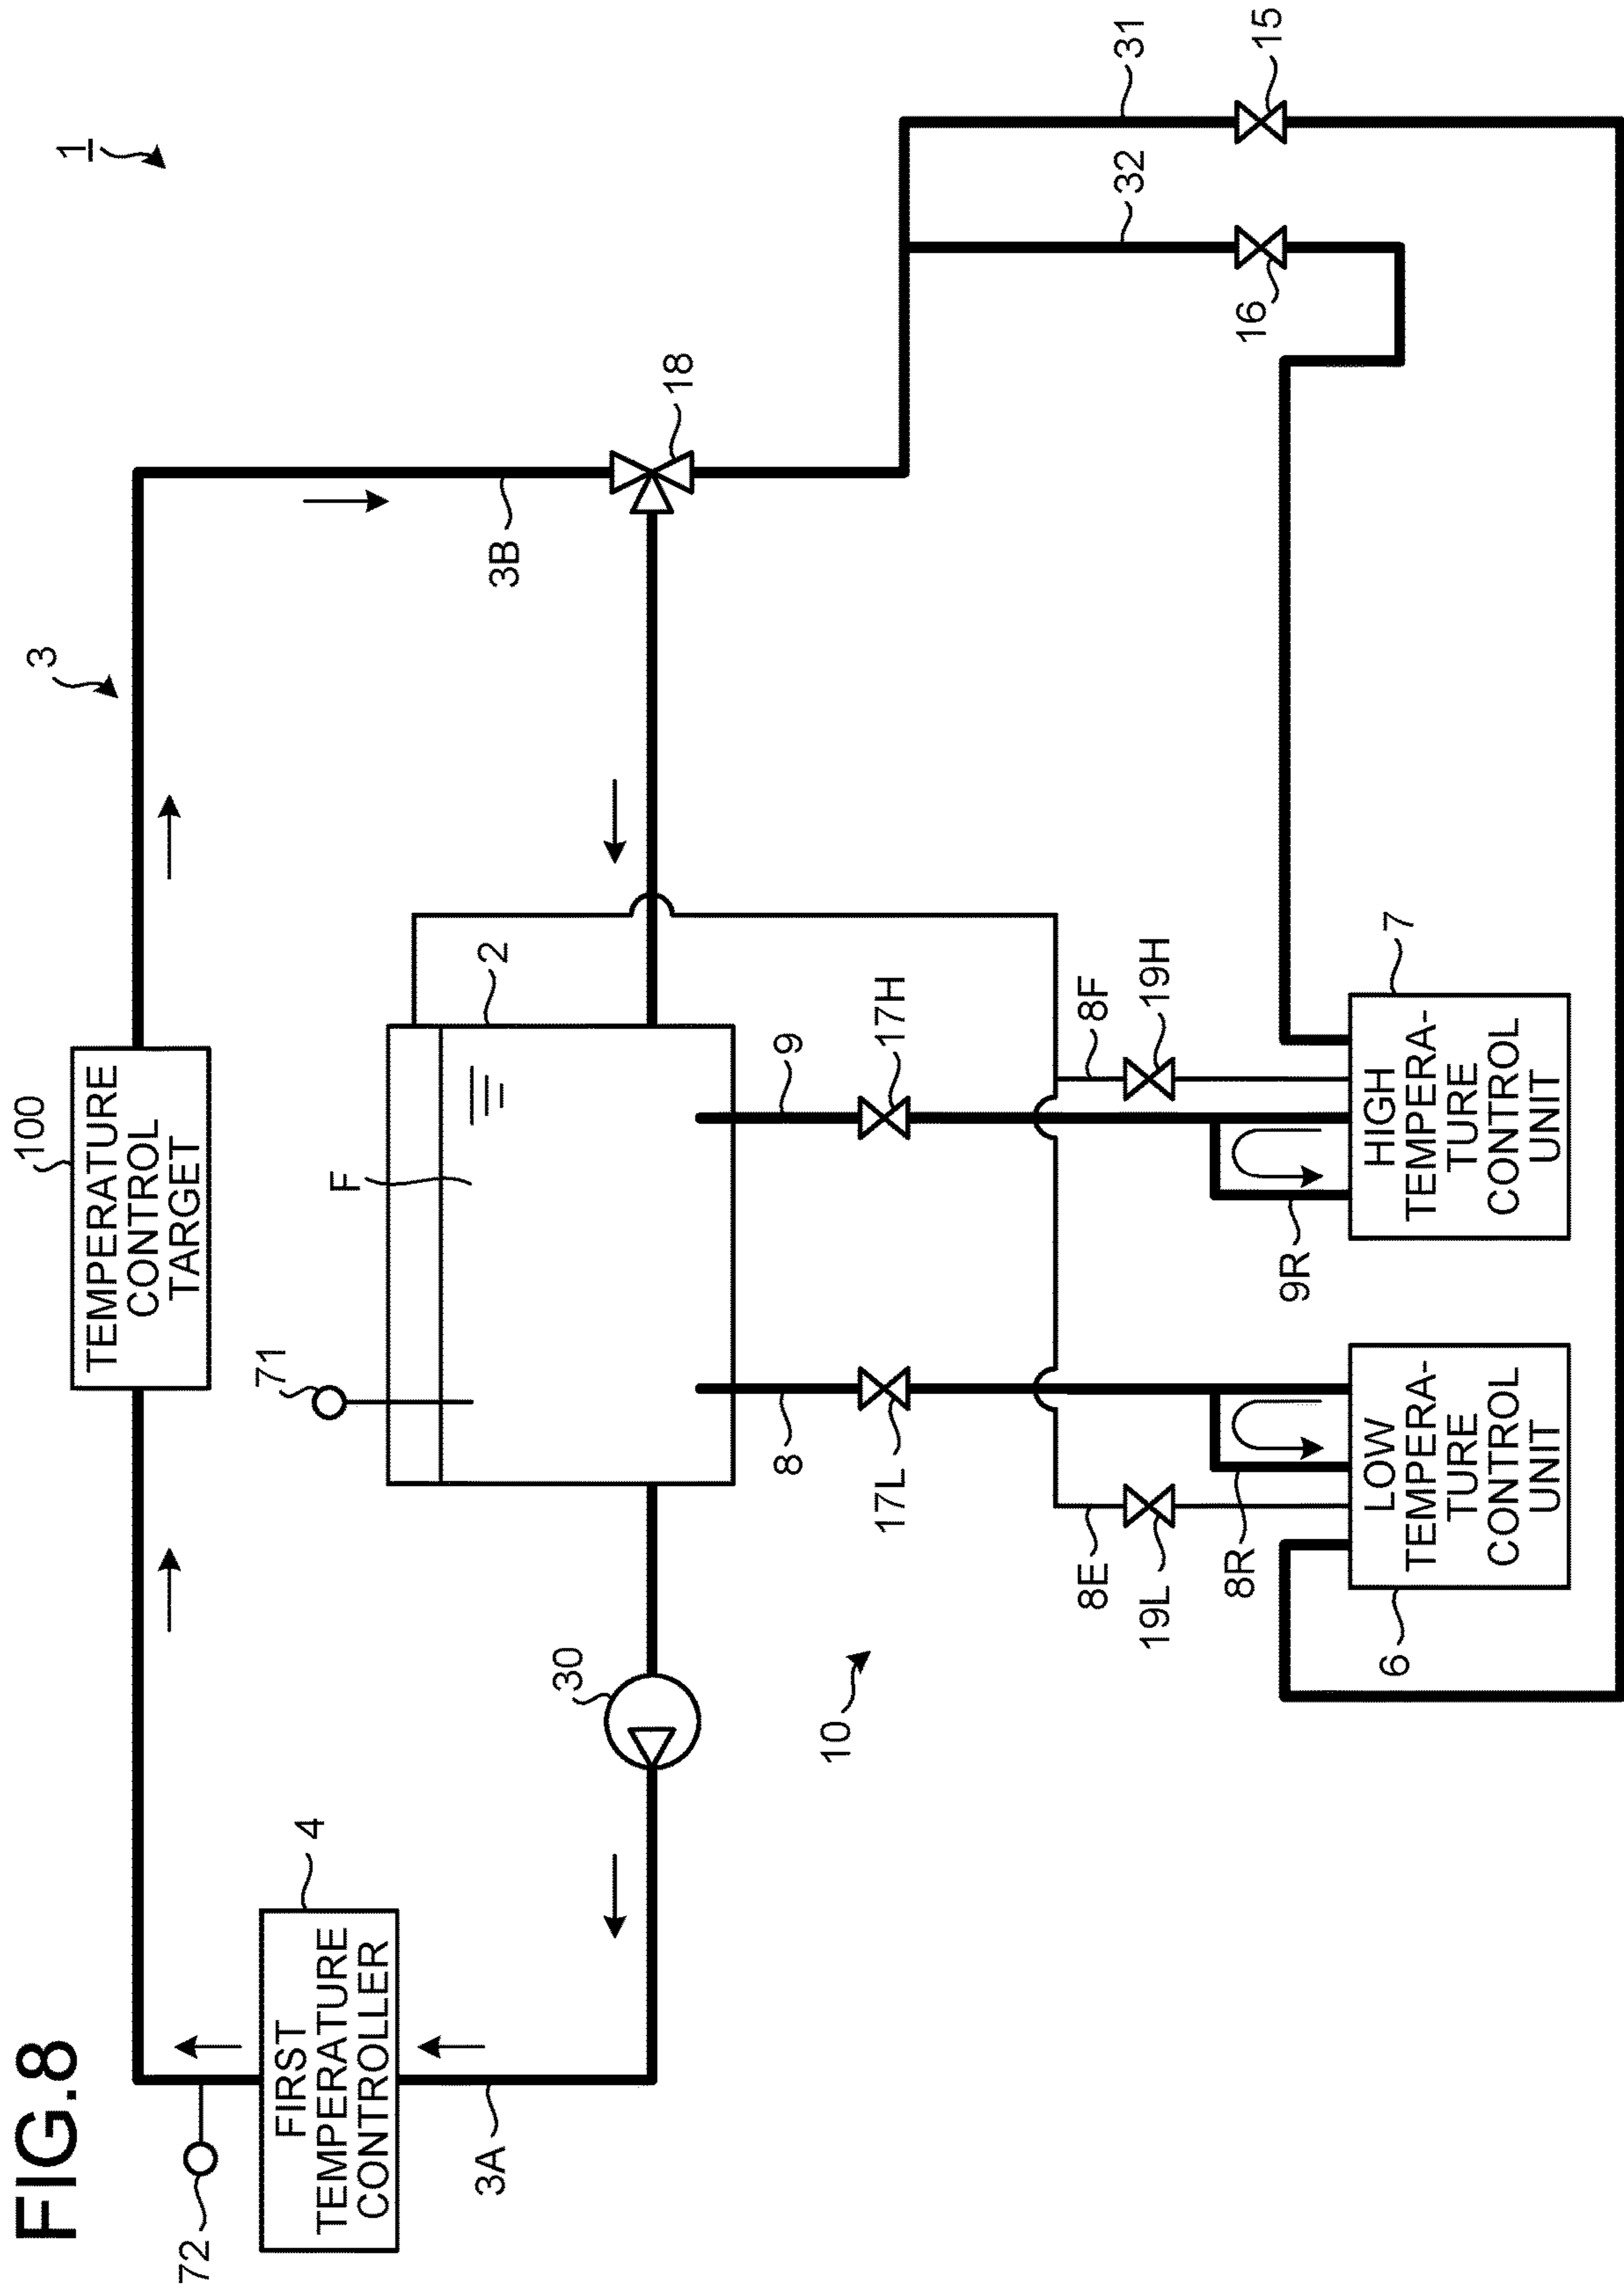 FIG.8
1
3
100
TEMPERATURE
CONTROL
TARGET
72
4
FIRST
TEMPERATURE
CONTROLLER
3A
30
71
F
2
3B
18
10
8
17L
9
17H
8E
19L
8R
8F
19H
9R
6
LOW
TEMPERA-
TURE
CONTROL
UNIT
7
HIGH
TEMPERA-
TURE
CONTROL
UNIT
32
16
31
15